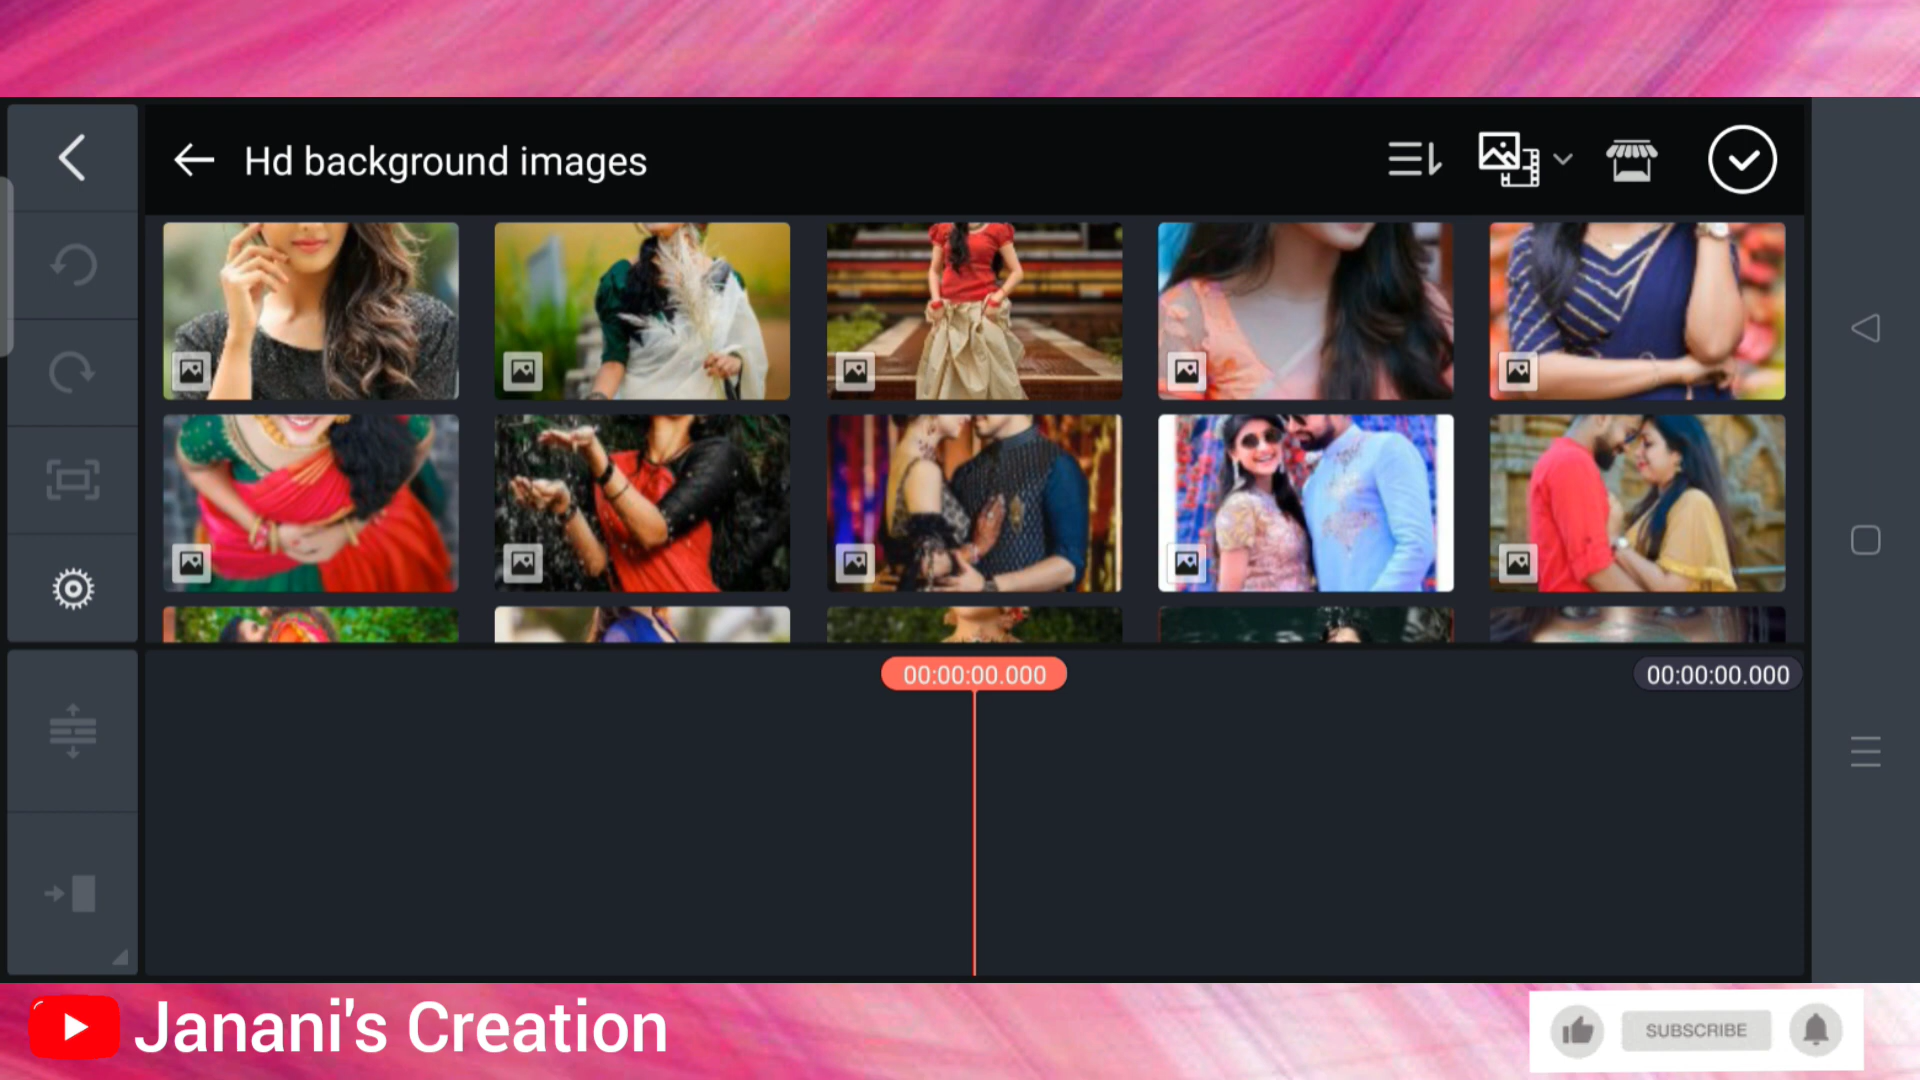 Hd background images
00:00:00.000
00:00:00.000
Janani's Creation
SUBSCRIBE